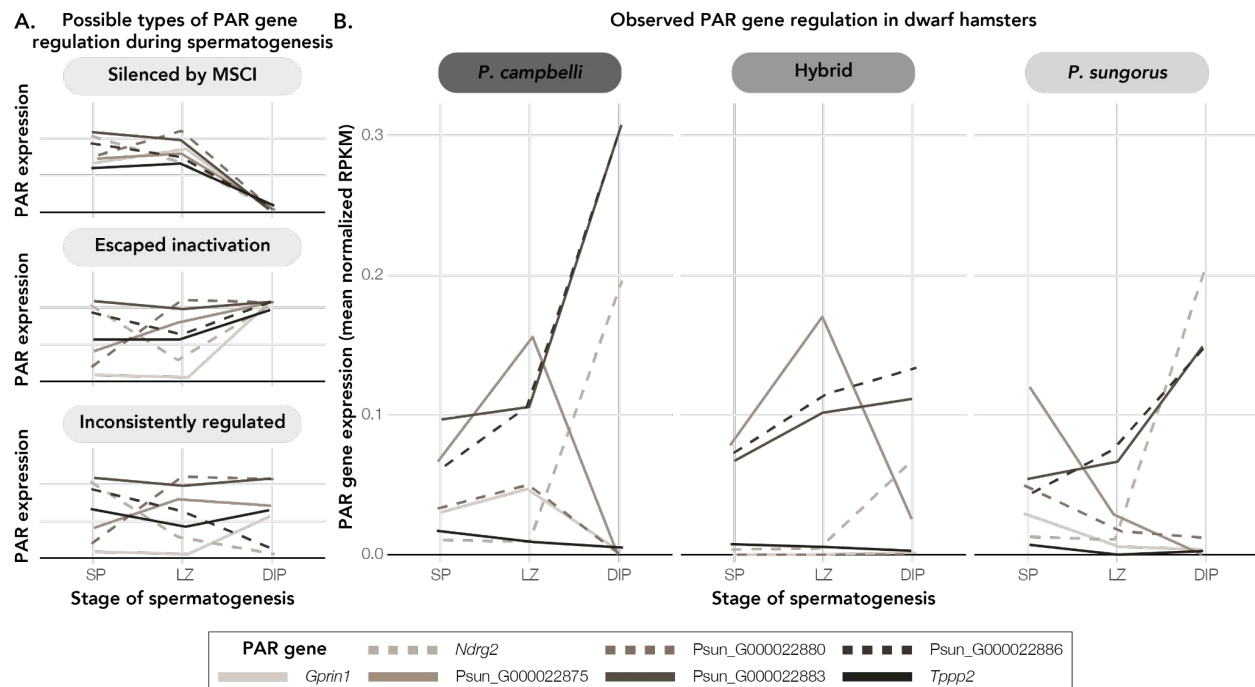 A.
Possible types of PAR gene
regulation during spermatogenesis
Silenced by MSCI
PAR expression
Escaped inactivation
PAR expression
Inconsistently regulated
PAR expression
SP
LZ
DIP
Stage of spermatogenesis
B.
Observed PAR gene regulation in dwarf hamsters
P. campbelli
Hybrid
P. sungorus
PAR gene expression (mean normalized RPKM)
0.3
0.2
0.1
0.0
SP
LZ
DIP
SP
LZ
DIP
SP
LZ
DIP
Stage of spermatogenesis
PAR gene
Ndrg2
Psun_G000022880
Psun_G000022886
Gprin1
Psun_G000022875
Psun_G000022883
Tppp2